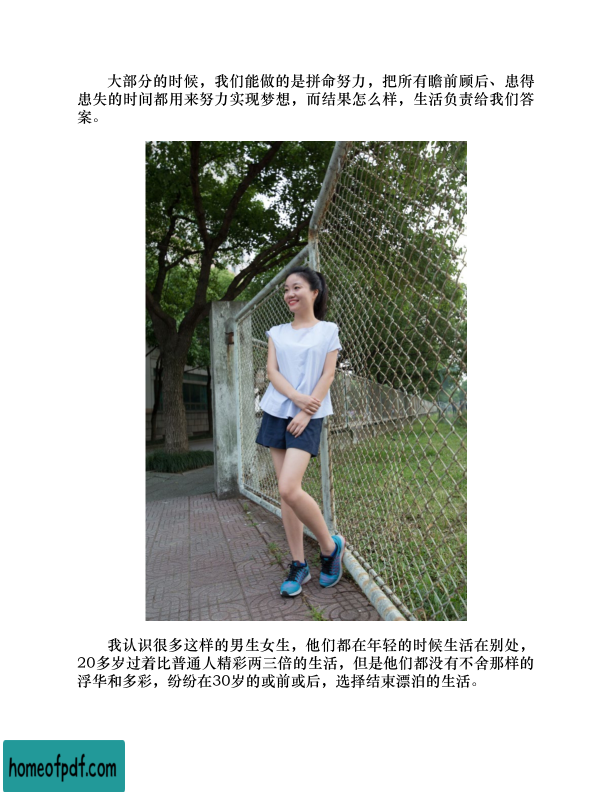 大部分的时候，我们能做的是拼命努力，把所有瞻前顾后、患得
患失的时间都用来努力实现梦想，而结果怎么样，生活负责给我们答
案。
我认识很多这样的男生女生，他们都在年轻的时候生活在别处，
20多岁过着比普通人精彩两三倍的生活，但是他们都没有不舍那样的
浮华和多彩，纷纷在30岁的或前或后，选择结束漂泊的生活。
homeofpdf.com